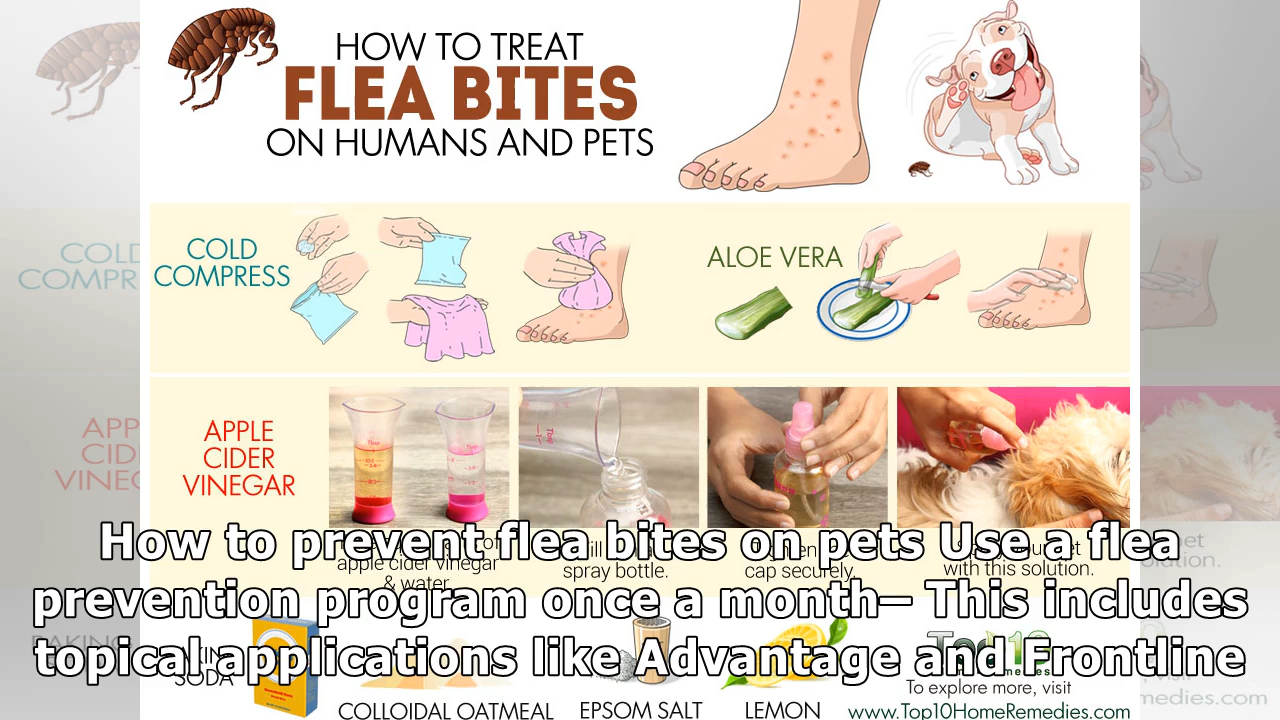 HOW TO TREAT
FLEA BITES
ON HUMANS AND PETS
COLD
COMPRESS
ALOE VERA
APPLE
CIDER
VINEGAR
apple cider vinegar
& water.
spray bottle.
cap securely
with this solution.
How to prevent flea bites on pets Use a flea
prevention program once a month— This includes
topical applications like Advantage and Frontline
SODA
COLLOIDAL OATMEAL
EPSOM SALT
LEMON
To explore more, visit
www.Top10HomeRemedies.com